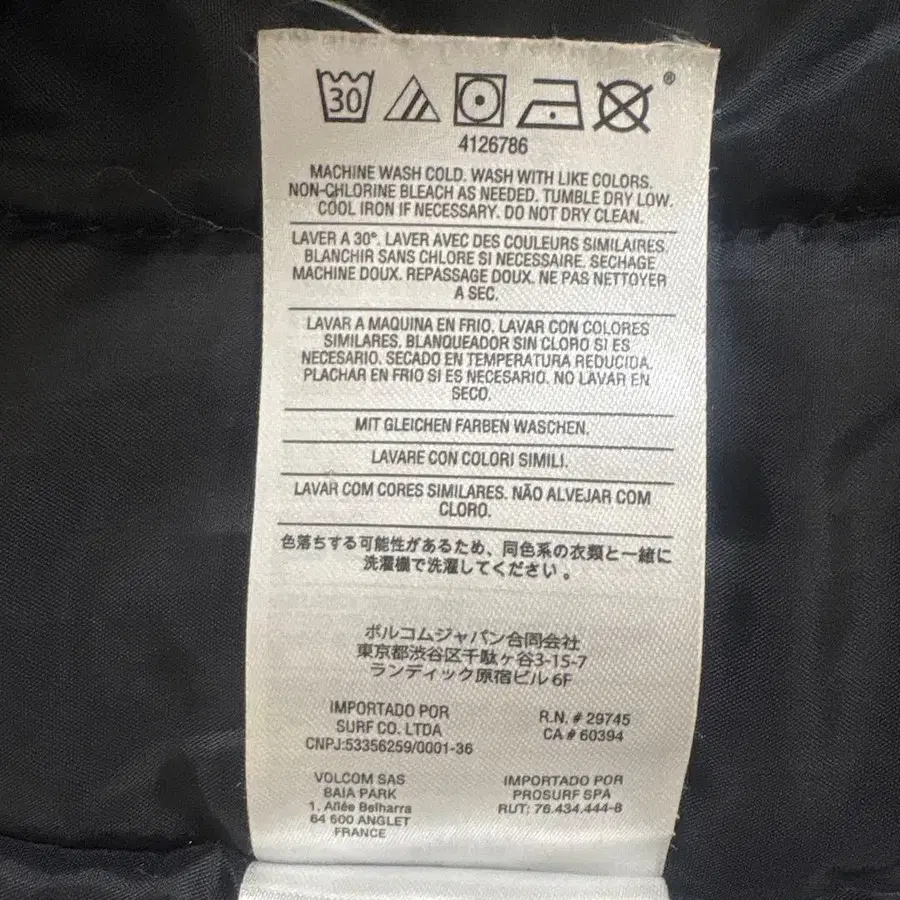 30
®
4126786
MACHINE WASH COLD. WASH WITH LIKE COLORS.
NON-CHLORINE BLEACH AS NEEDED. TUMBLE DRY LOW.
COOL IRON IF NECESSARY. DO NOT DRY CLEAN.
LAVER A 30°. LAVER AVEC DES COULEURS SIMILAIRES.
BLANCHIR SANS CHLORE SI NECESSAIRE. SECHAGE
MACHINE DOUX. REPASSAGE DOUX. NE PAS NETTOYER
A SEC.
LAVAR A MAQUINA EN FRIO. LAVAR CON COLORES
SIMILARES. BLANQUEADOR SIN CLORO SI ES
NECESARIO. SECADO EN TEMPERATURA REDUCIDA.
PLACHAR EN FRIO SI ES NECESARIO. NO LAVAR EN
SECO.
MIT GLEICHEN FARBEN WASCHEN.
LAVARE CON COLORI SIMILI.
LAVAR COM CORES SIMILARES. NÃO ALVEJAR COM
CLORO.
色落ちする可能性があるため、同色系の衣類と一緒に
洗濯機で洗濯してください。
ボルコムジャパン合同会社
東京都渋谷区千駄ヶ谷3-15-7
ランディック原宿ビル 6F
IMPORTADO POR
SURF CO. LTDA
CNPJ:53356259/0001-36
R.N. # 29745
CA # 60394
VOLCOM SAS
BAIA PARK
1. Allée Belharra
64 600 ANGLET
FRANCE
IMPORTADO POR
PROSURF SPA
RUT: 76.434.444-8